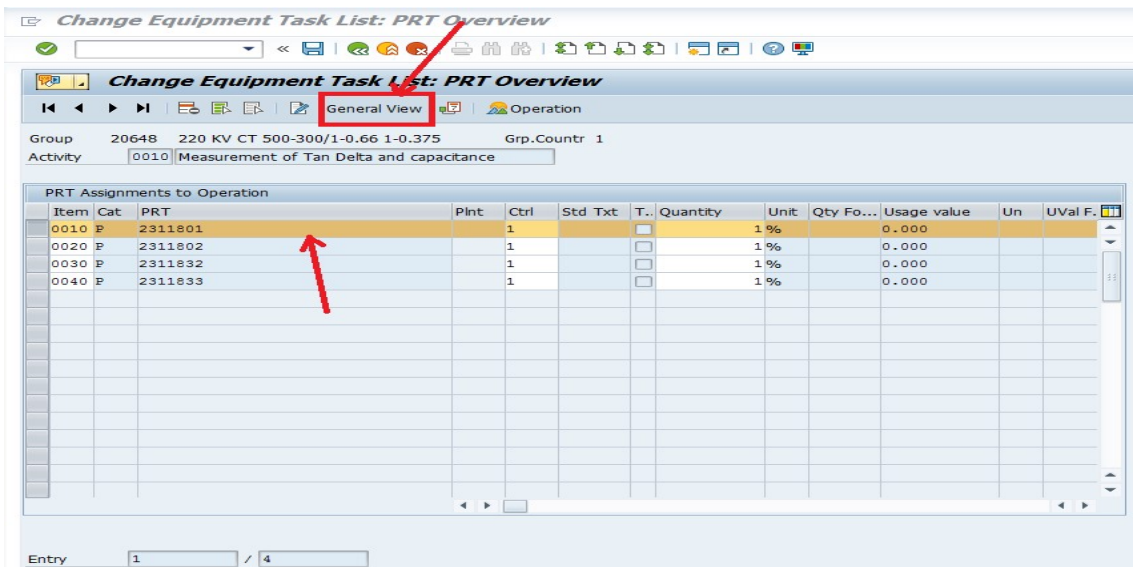 Change Equipment Task List: PRT Overview
Change Equipment Task List: PRT Overview
General View Operation
Group 20648 220 KV CT 500-300/1-0.66 1-0.375 Grp.Countr 1
Activity 0010 Measurement of Tan Delta and capacitance
PRT Assignments to Operation
Item Cat PRT Plnt Ctrl Std Txt T.. Quantity Unit Qty Fo... Usage value Un UVal F.
0010 P 2311801 1 1 % 0.000
0020 P 2311802 1 1 % 0.000
0030 P 2311832 1 1 % 0.000
0040 P 2311833 1 1 % 0.000
Entry 1 / 4